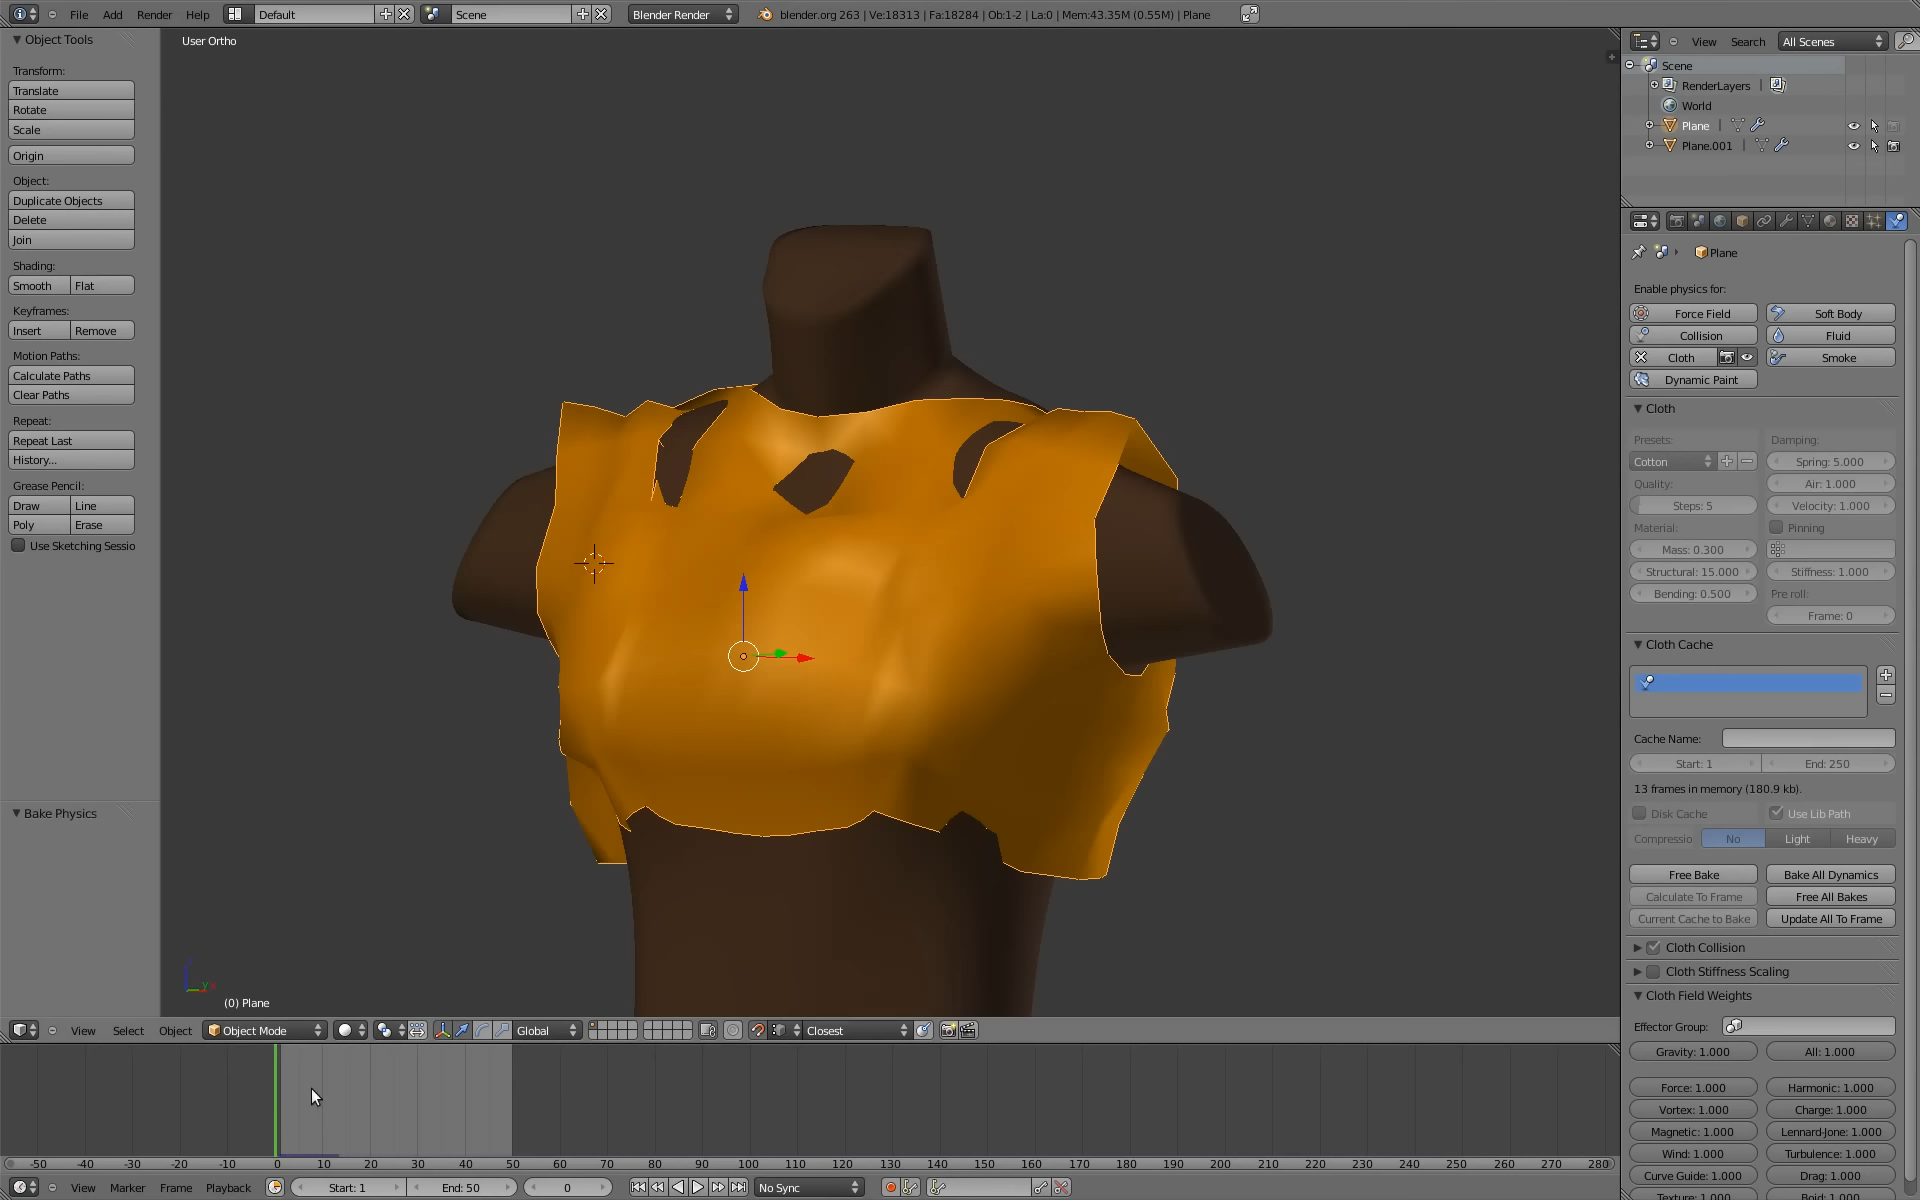 File Add Render Help Default Scene Blender Render blender.org 263 | Ve:18313 | Fa:18284 | Ob:1-2 | La:0 | Mem:43.35M (0.55M) | Plane
Object Tools
Transform:
Translate
Rotate
Scale
Origin
Object:
Duplicate Objects
Delete
Join
Shading:
Smooth Flat
Keyframes:
Insert Remove
Motion Paths:
Calculate Paths
Clear Paths
Repeat:
Repeat Last
History...
Grease Pencil:
Draw Line
Poly Erase
Use Sketching Sessio
Bake Physics
User Ortho
(0) Plane
View Select Object Object Mode Global Closest
-50 -40 -30 -20 -10 0 10 20 30 40 50 60 70 80 90 100 110 120 130 140 150 160 170 180 190 200 210 220 230 240 250 260 270 280
View Marker Frame Playback Start: 1 End: 50 0 No Sync
View Search All Scenes
Scene
RenderLayers
World
Plane
Plane.001
Plane
Enable physics for:
Force Field Soft Body
Collision Fluid
Cloth Smoke
Dynamic Paint
Cloth
Presets: Damping:
Cotton Spring: 5.000
Quality: Air: 1.000
Steps: 5 Velocity: 1.000
Material: Pinning
Mass: 0.300
Structural: 15.000 Stiffness: 1.000
Bending: 0.500 Pre roll:
Frame: 0
Cloth Cache
Cache Name:
Start: 1 End: 250
13 frames in memory (180.9 kb).
Disk Cache Use Lib Path
Compressio No Light Heavy
Free Bake Bake All Dynamics
Calculate To Frame Free All Bakes
Current Cache to Bake Update All To Frame
Cloth Collision
Cloth Stiffness Scaling
Cloth Field Weights
Effector Group:
Gravity: 1.000 All: 1.000
Force: 1.000 Harmonic: 1.000
Vortex: 1.000 Charge: 1.000
Magnetic: 1.000 Lennard-Jone: 1.000
Wind: 1.000 Turbulence: 1.000
Curve Guide: 1.000 Drag: 1.000
Texture: 1.000 Boid: 1.000